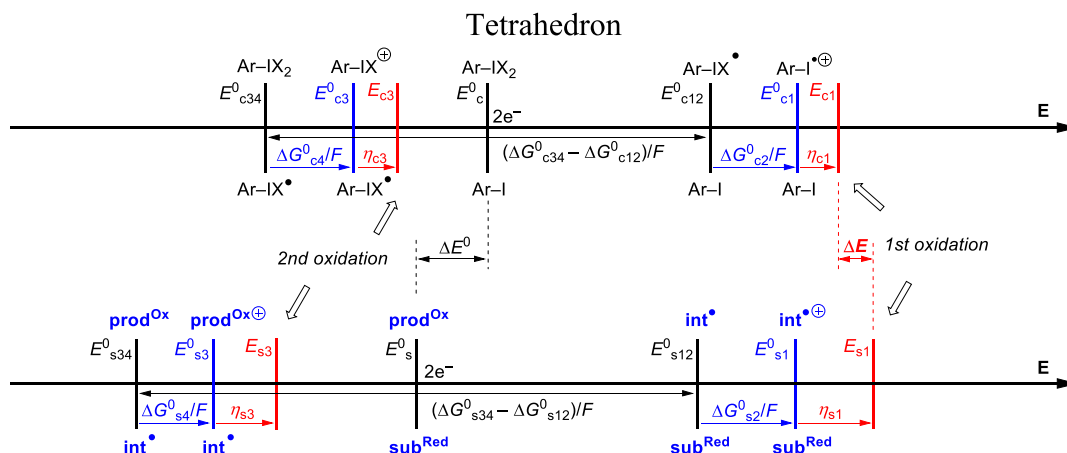 Tetrahedron
Ar–IX₂ Ar–IX⊕ Ar–IX₂ Ar–IX• Ar–I•⊕
E⁰c34 E⁰c3 Ec3 E⁰c E⁰c12 E⁰c1 Ec1
2e⁻ E
ΔG⁰c4/F ηc3 (ΔG⁰c34 – ΔG⁰c12)/F ΔG⁰c2/F ηc1
Ar–IX• Ar–IX• Ar–I Ar–I Ar–I
2nd oxidation ΔE⁰ ΔE 1st oxidation
prodOx prodOx⊕ prodOx int• int•⊕
E⁰s34 E⁰s3 Es3 E⁰s E⁰s12 E⁰s1 Es1
2e⁻ E
ΔG⁰s4/F ηs3 (ΔG⁰s34 – ΔG⁰s12)/F ΔG⁰s2/F ηs1
int• int• subRed subRed subRed